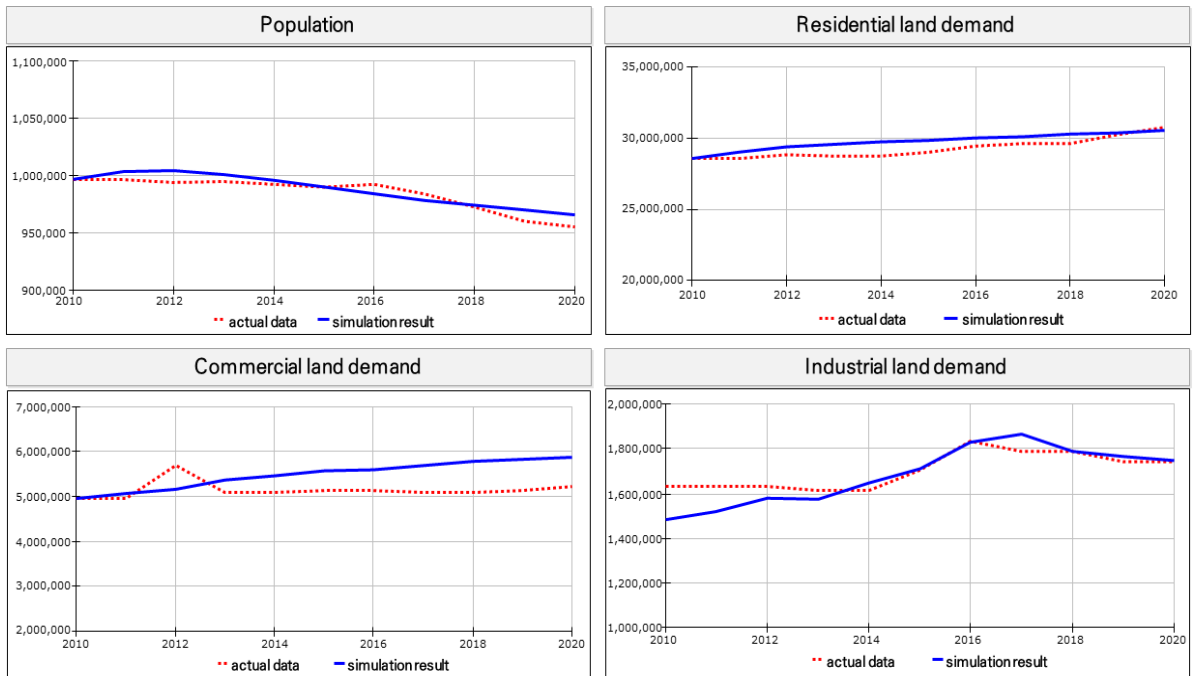 Population
1,100,000
1,050,000
1,000,000
950,000
900,000
2010 2012 2014 2016 2018 2020
actual data simulation result
Residential land demand
35,000,000
30,000,000
25,000,000
20,000,000
2010 2012 2014 2016 2018 2020
actual data simulation result
Commercial land demand
7,000,000
6,000,000
5,000,000
4,000,000
3,000,000
2,000,000
2010 2012 2014 2016 2018 2020
actual data simulation result
Industrial land demand
2,000,000
1,800,000
1,600,000
1,400,000
1,200,000
1,000,000
2010 2012 2014 2016 2018 2020
actual data simulation result